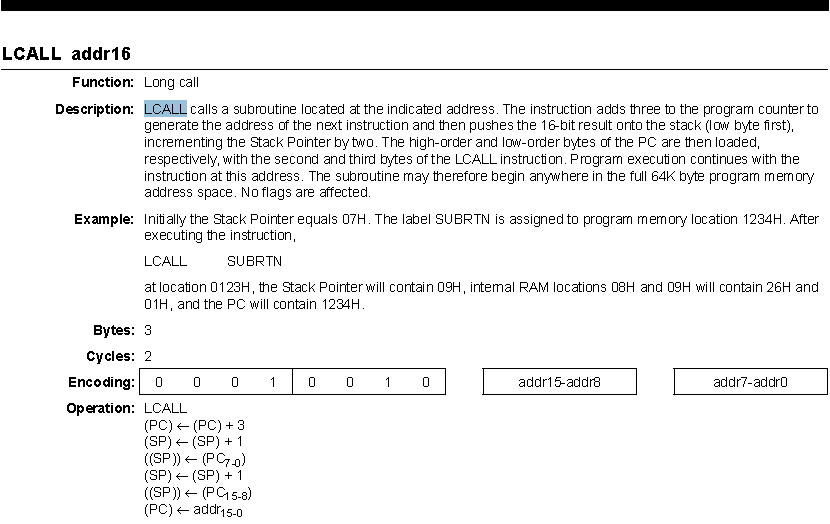 LCALL addr16
Function: Long call
Description: LCALL calls a subroutine located at the indicated address. The instruction adds three to the program counter to
generate the address of the next instruction and then pushes the 16-bit result onto the stack (low byte first),
incrementing the Stack Pointer by two. The high-order and low-order bytes of the PC are then loaded,
respectively, with the second and third bytes of the LCALL instruction. Program execution continues with the
instruction at this address. The subroutine may therefore begin anywhere in the full 64K byte program memory
address space. No flags are affected.
Example: Initially the Stack Pointer equals 07H. The label SUBRTN is assigned to program memory location 1234H. After
executing the instruction,
LCALL SUBRTN
at location 0123H, the Stack Pointer will contain 09H, internal RAM locations 08H and 09H will contain 26H and
01H, and the PC will contain 1234H.
Bytes: 3
Cycles: 2
Encoding: 0 0 0 1 0 0 1 0 addr15-addr8 addr7-addr0
Operation: LCALL
(PC) ← (PC) + 3
(SP) ← (SP) + 1
((SP)) ← (PC7-0)
(SP) ← (SP) + 1
((SP)) ← (PC15-8)
(PC) ← addr15-0